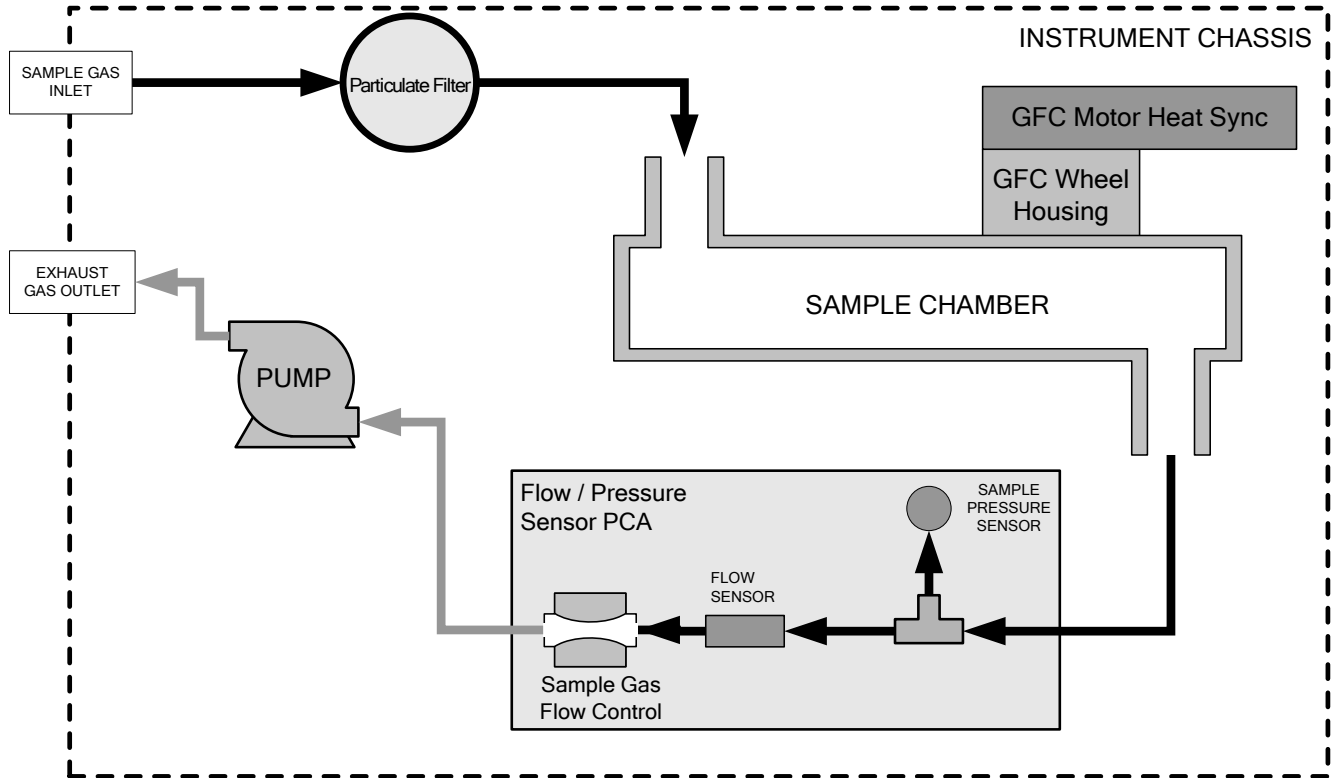 INSTRUMENT CHASSIS
SAMPLE GAS
INLET
Particulate Filter
GFC Motor Heat Sync
GFC Wheel
Housing
EXHAUST
GAS OUTLET
SAMPLE CHAMBER
PUMP
Flow / Pressure
Sensor PCA
SAMPLE
PRESSURE
SENSOR
FLOW
SENSOR
Sample Gas
Flow Control